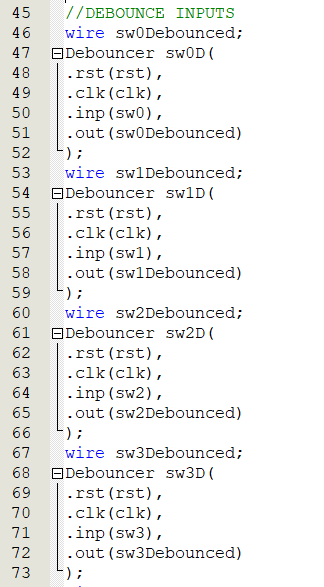 45 //DEBOUNCE INPUTS
46 wire sw0Debounced;
47 Debouncer sw0D(
48 .rst(rst),
49 .clk(clk),
50 .inp(sw0),
51 .out(sw0Debounced)
52 );
53 wire sw1Debounced;
54 Debouncer sw1D(
55 .rst(rst),
56 .clk(clk),
57 .inp(sw1),
58 .out(sw1Debounced)
59 );
60 wire sw2Debounced;
61 Debouncer sw2D(
62 .rst(rst),
63 .clk(clk),
64 .inp(sw2),
65 .out(sw2Debounced)
66 );
67 wire sw3Debounced;
68 Debouncer sw3D(
69 .rst(rst),
70 .clk(clk),
71 .inp(sw3),
72 .out(sw3Debounced)
73 );